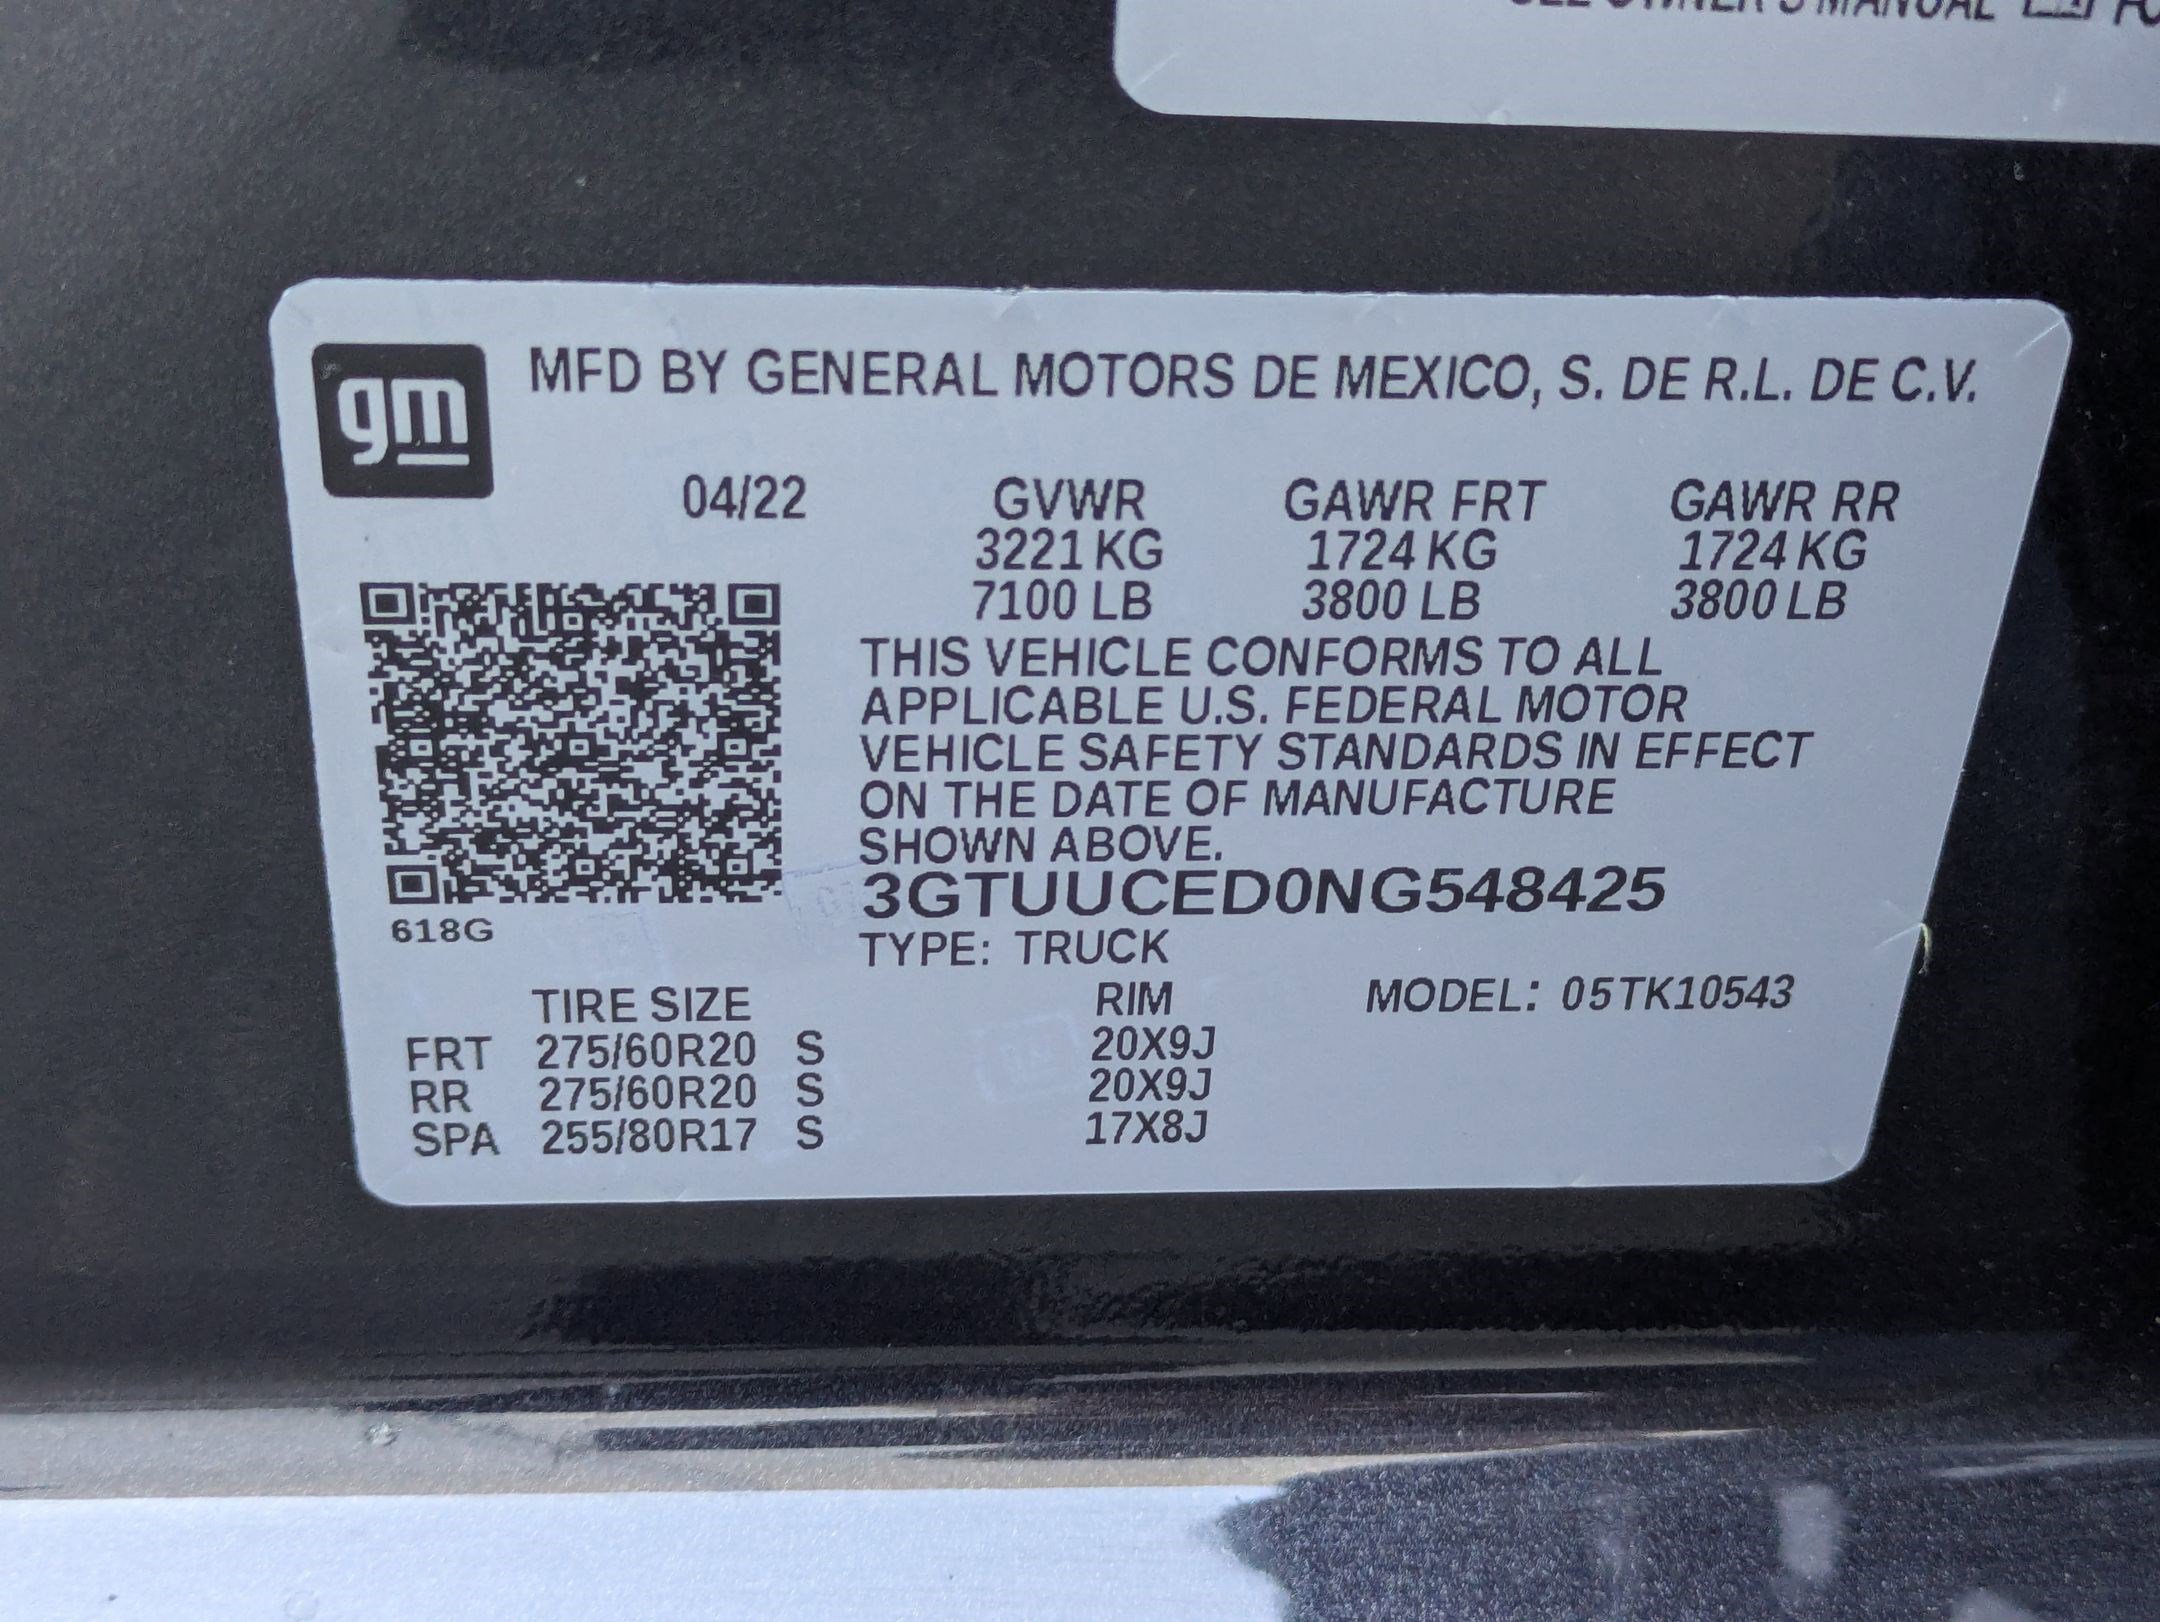 OWNER'S MANUAL
gm
MFD BY GENERAL MOTORS DE MEXICO, S. DE R.L. DE C.V.
04/22 GVWR GAWR FRT GAWR RR
3221 KG 1724 KG 1724 KG
7100 LB 3800 LB 3800 LB
THIS VEHICLE CONFORMS TO ALL
APPLICABLE U.S. FEDERAL MOTOR
VEHICLE SAFETY STANDARDS IN EFFECT
ON THE DATE OF MANUFACTURE
SHOWN ABOVE.
3GTUUCED0NG548425
618G
TYPE: TRUCK
TIRE SIZE RIM MODEL: 05TK10543
FRT 275/60R20 S 20X9J
RR 275/60R20 S 20X9J
SPA 255/80R17 S 17X8J